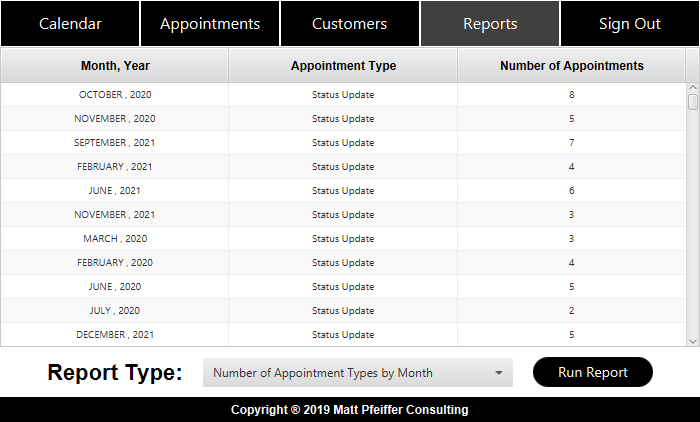 Calendar Appointments Customers Reports Sign Out
Month, Year Appointment Type Number of Appointments
OCTOBER , 2020 Status Update 8
NOVEMBER , 2020 Status Update 5
SEPTEMBER , 2021 Status Update 7
FEBRUARY , 2021 Status Update 4
JUNE , 2021 Status Update 6
NOVEMBER , 2021 Status Update 3
MARCH , 2020 Status Update 3
FEBRUARY , 2020 Status Update 4
JUNE , 2020 Status Update 5
JULY , 2020 Status Update 2
DECEMBER , 2021 Status Update 5
Report Type: Number of Appointment Types by Month Run Report
Copyright ® 2019 Matt Pfeiffer Consulting